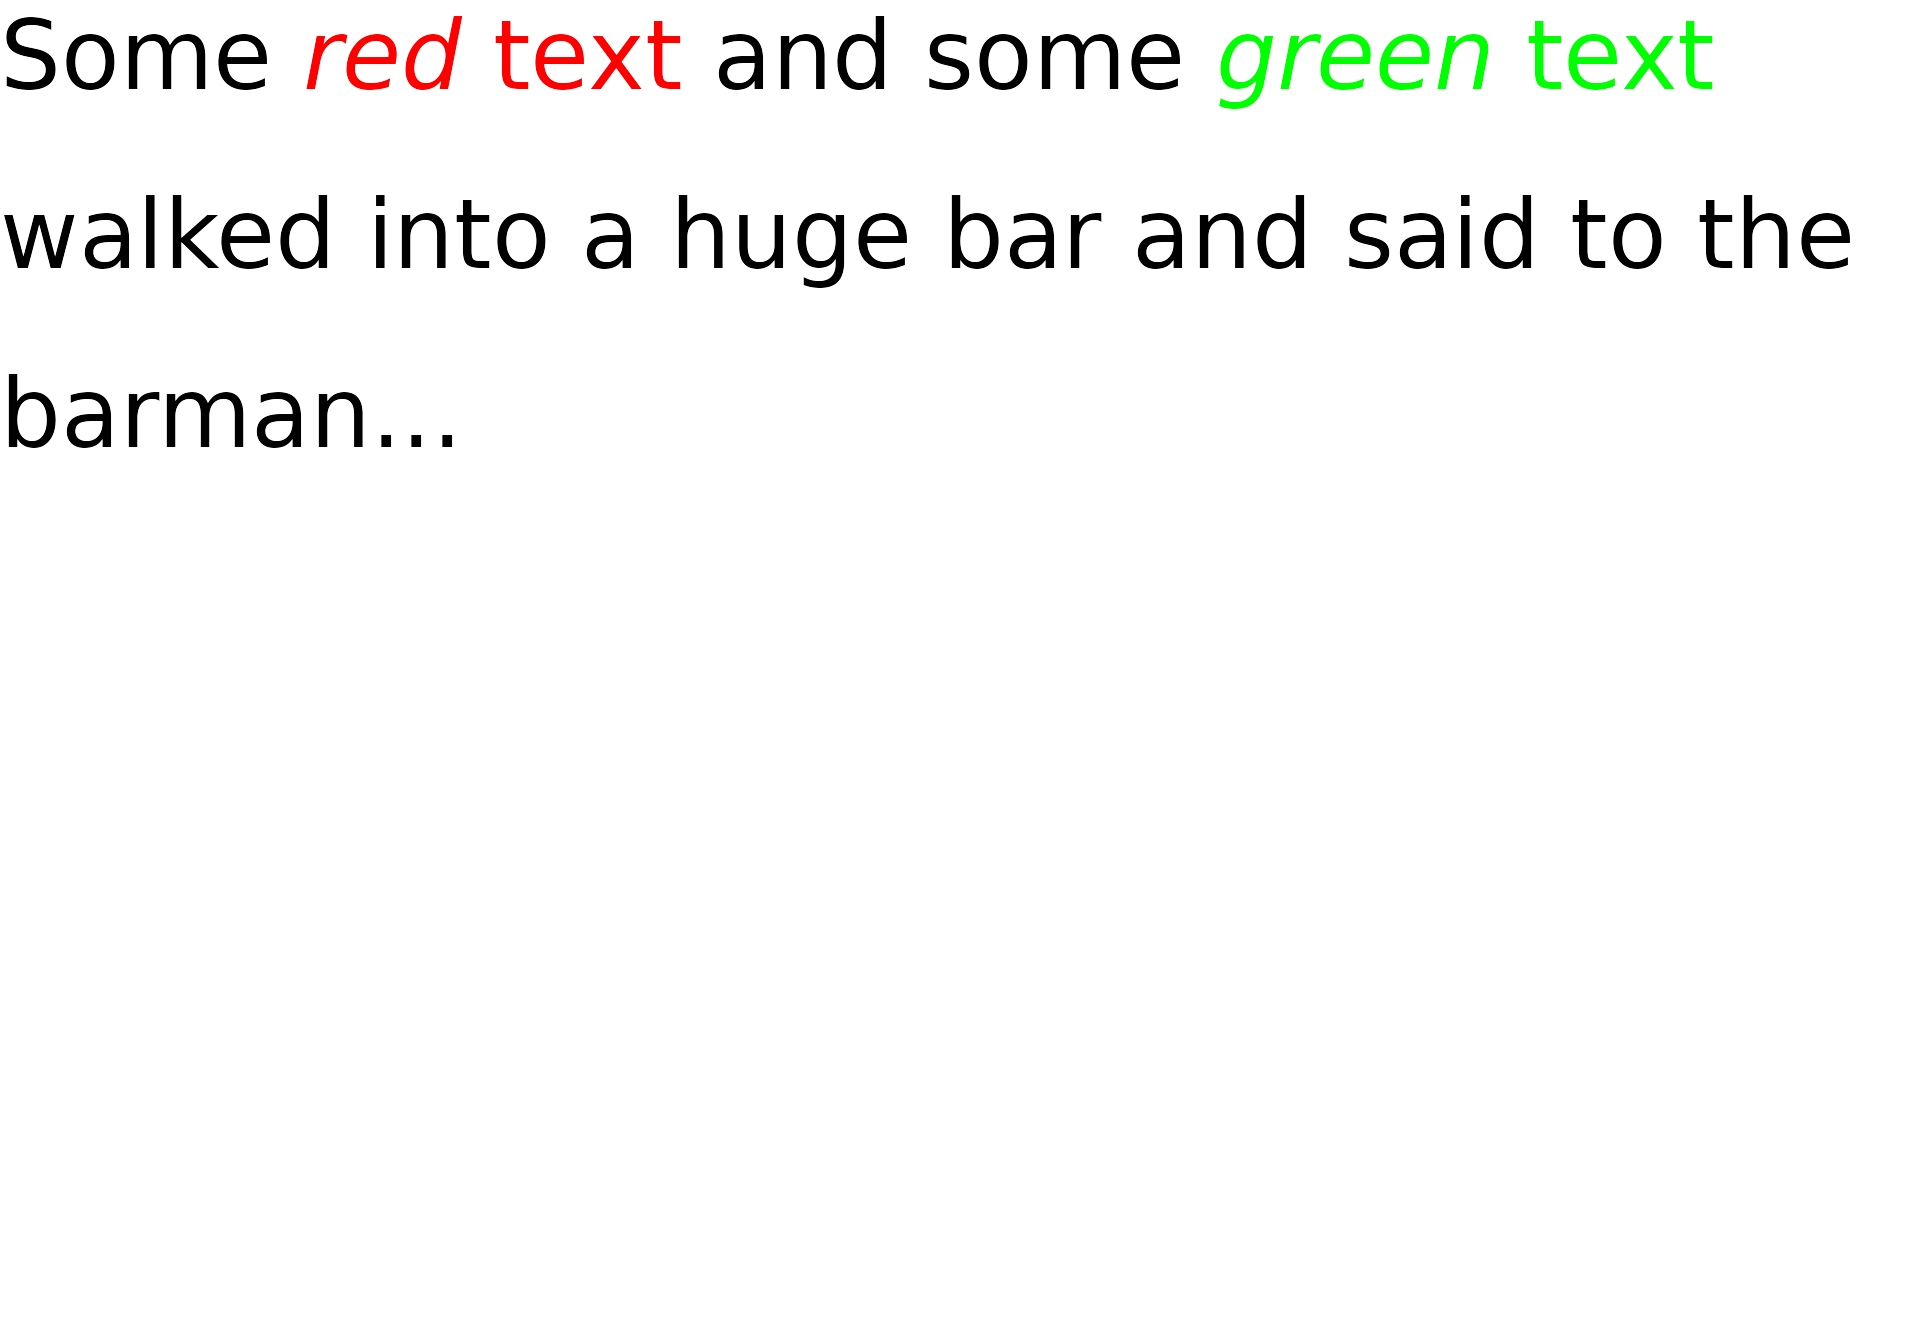 Some red text and some green text
walked into a huge bar and said to the
barman...